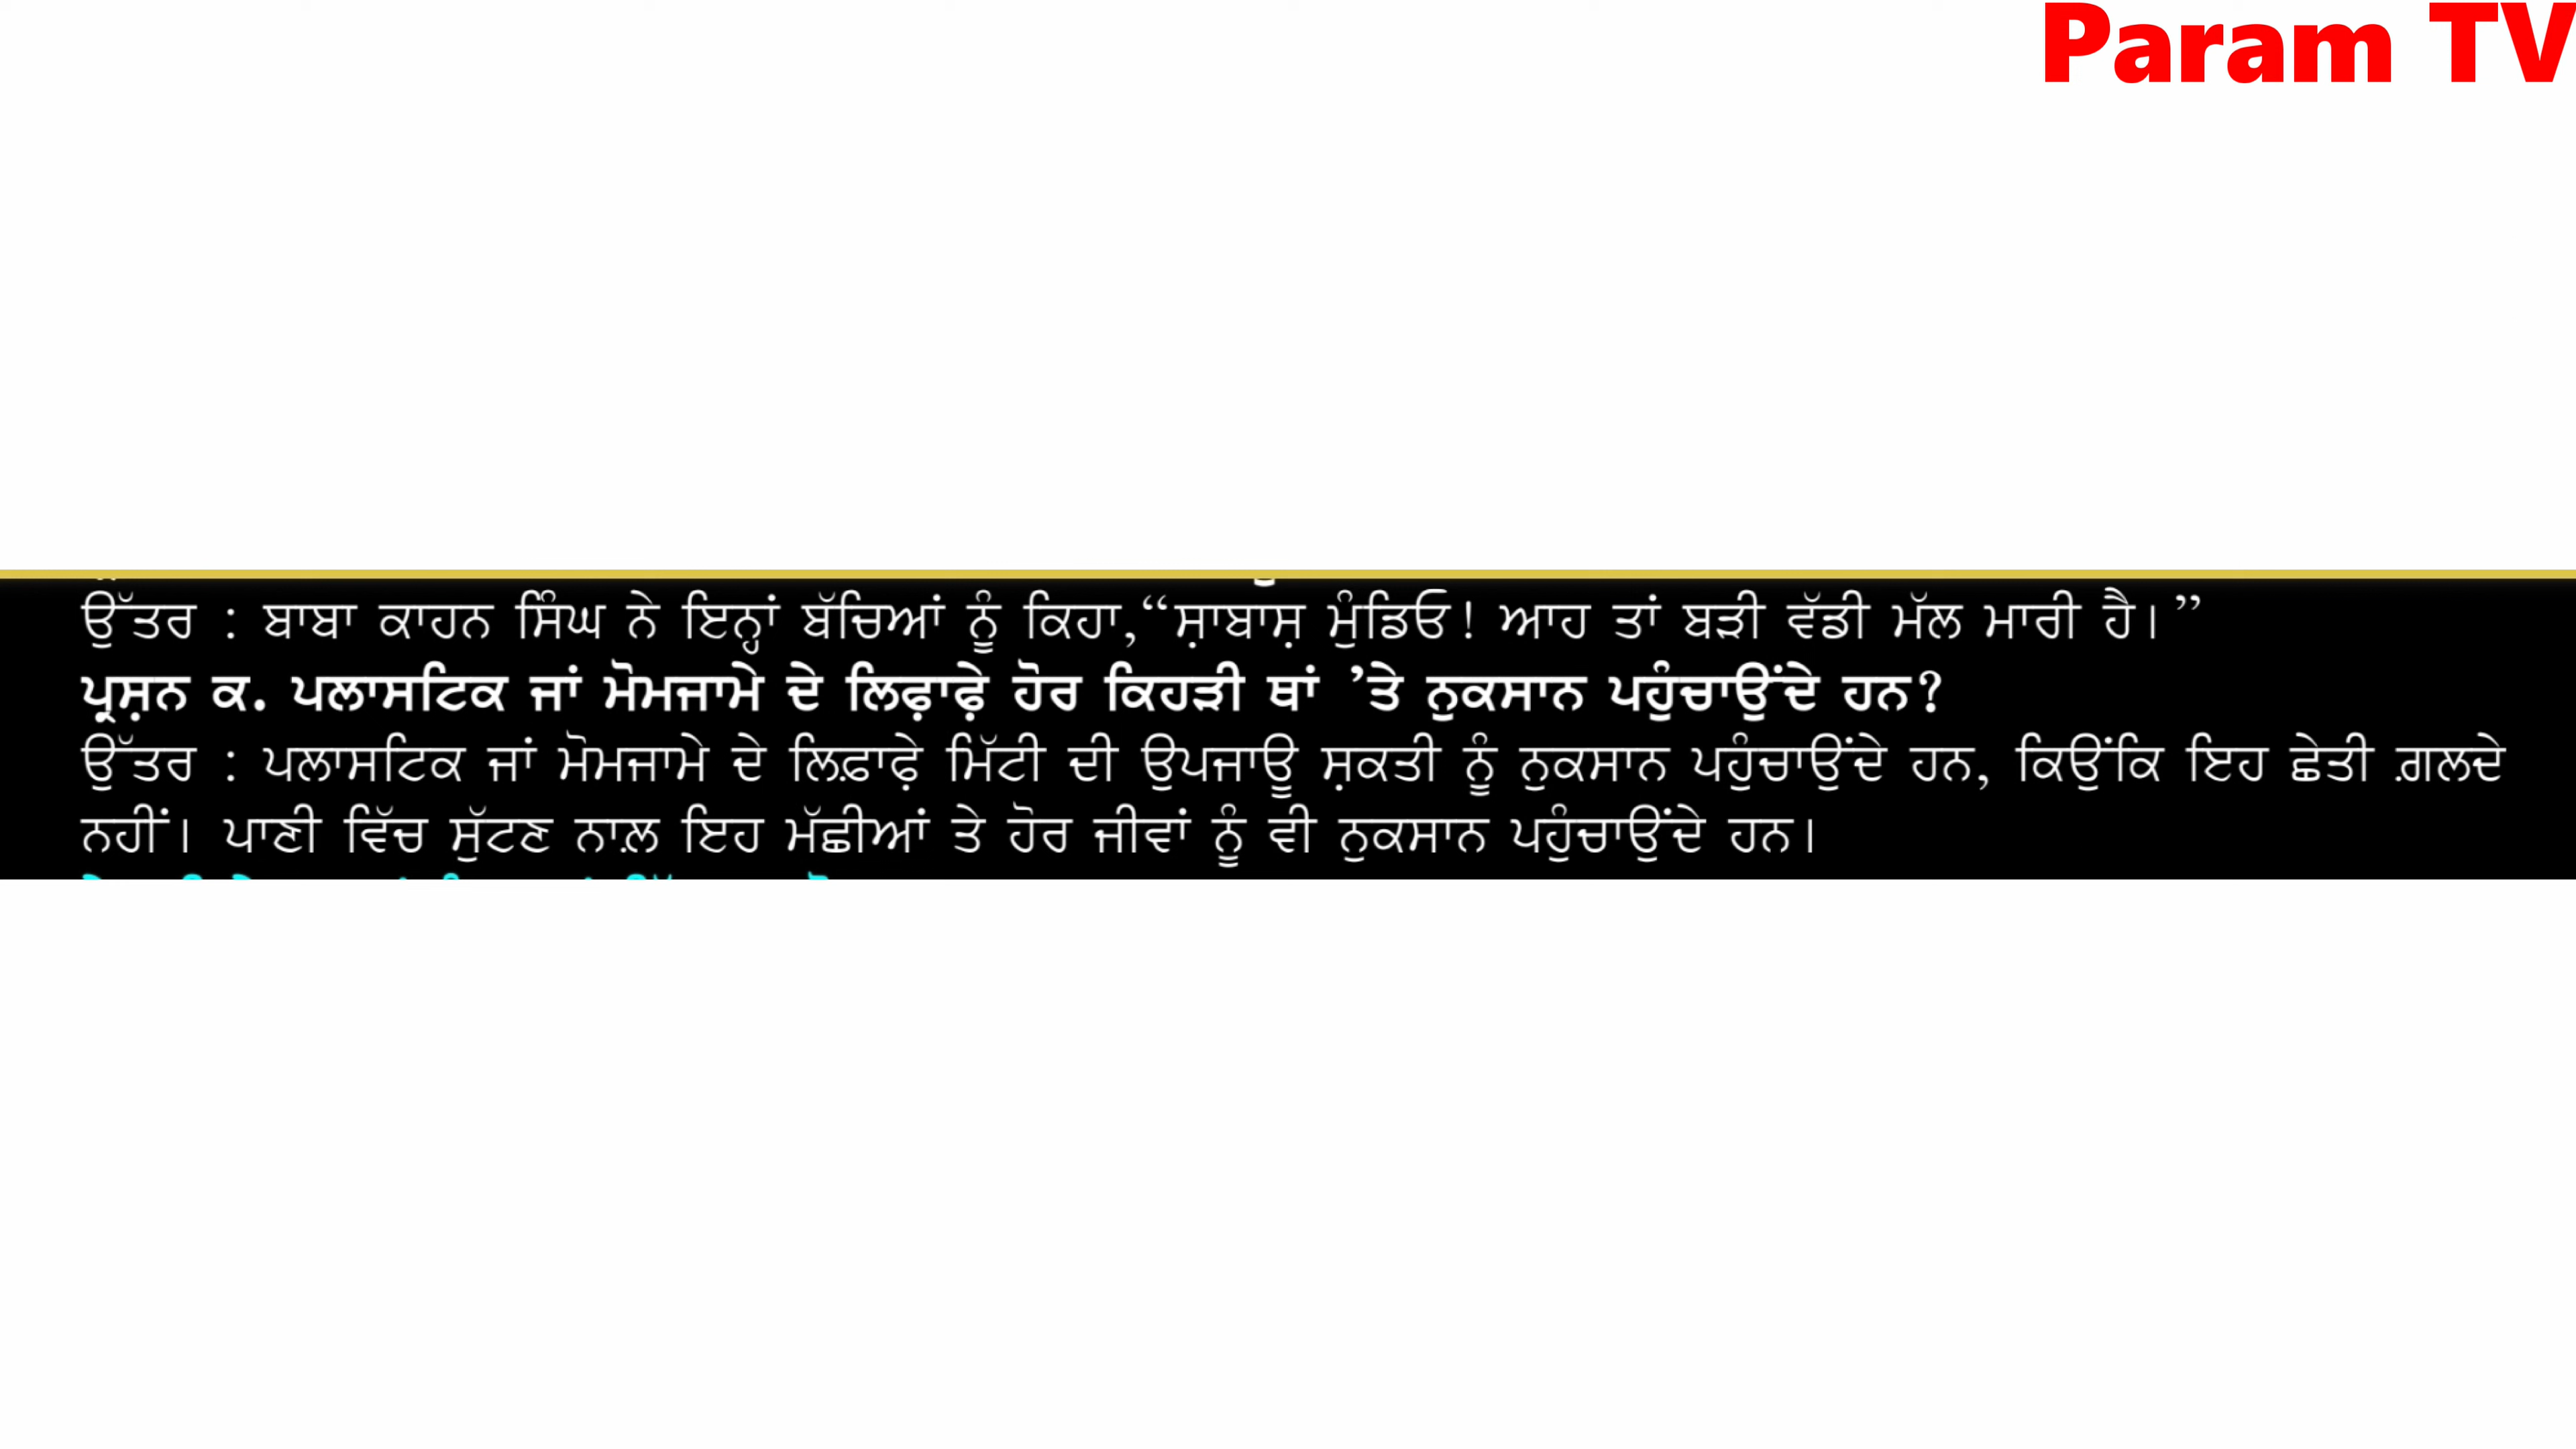 Param TV
ਉੱਤਰ : ਬਾਬਾ ਕਾਹਨ ਸਿੰਘ ਨੇ ਇਨ੍ਹਾਂ ਬੱਚਿਆਂ ਨੂੰ ਕਿਹਾ,“ਸ਼ਾਬਾਸ਼ ਮੁੰਡਿਓ! ਆਹ ਤਾਂ ਬੜੀ ਵੱਡੀ ਮੱਲ ਮਾਰੀ ਹੈ।”
ਪ੍ਰਸ਼ਨ ਕ. ਪਲਾਸਟਿਕ ਜਾਂ ਮੋਮਜਾਮੇ ਦੇ ਲਿਫ਼ਾਫ਼ੇ ਹੋਰ ਕਿਹੜੀ ਥਾਂ ’ਤੇ ਨੁਕਸਾਨ ਪਹੁੰਚਾਉਂਦੇ ਹਨ?
ਉੱਤਰ : ਪਲਾਸਟਿਕ ਜਾਂ ਮੋਮਜਾਮੇ ਦੇ ਲਿਫ਼ਾਫ਼ੇ ਮਿੱਟੀ ਦੀ ਉਪਜਾਊ ਸ਼ਕਤੀ ਨੂੰ ਨੁਕਸਾਨ ਪਹੁੰਚਾਉਂਦੇ ਹਨ, ਕਿਉਂਕਿ ਇਹ ਛੇਤੀ ਗ਼ਲਦੇ
ਨਹੀਂ। ਪਾਣੀ ਵਿੱਚ ਸੁੱਟਣ ਨਾਲ਼ ਇਹ ਮੱਛੀਆਂ ਤੇ ਹੋਰ ਜੀਵਾਂ ਨੂੰ ਵੀ ਨੁਕਸਾਨ ਪਹੁੰਚਾਉਂਦੇ ਹਨ।